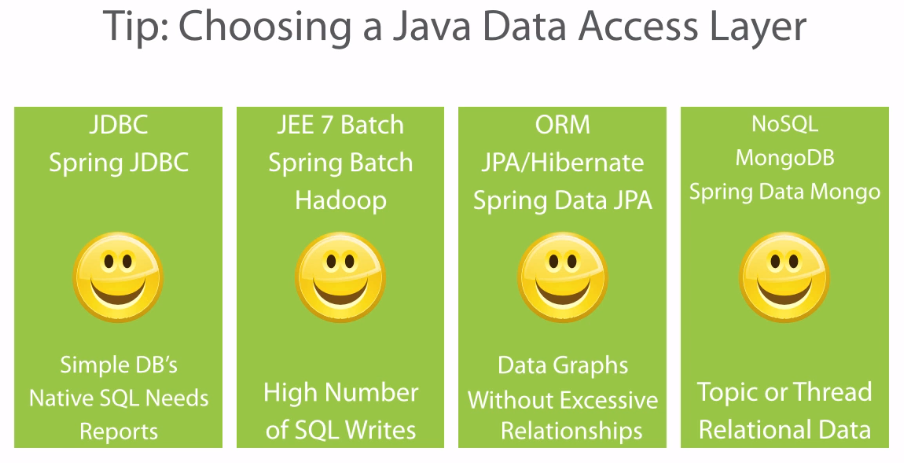 Tip: Choosing a Java Data Access Layer
JDBC
Spring JDBC
Simple DB's
Native SQL Needs
Reports
JEE 7 Batch
Spring Batch
Hadoop
High Number
of SQL Writes
ORM
JPA/Hibernate
Spring Data JPA
Data Graphs
Without Excessive
Relationships
NoSQL
MongoDB
Spring Data Mongo
Topic or Thread
Relational Data